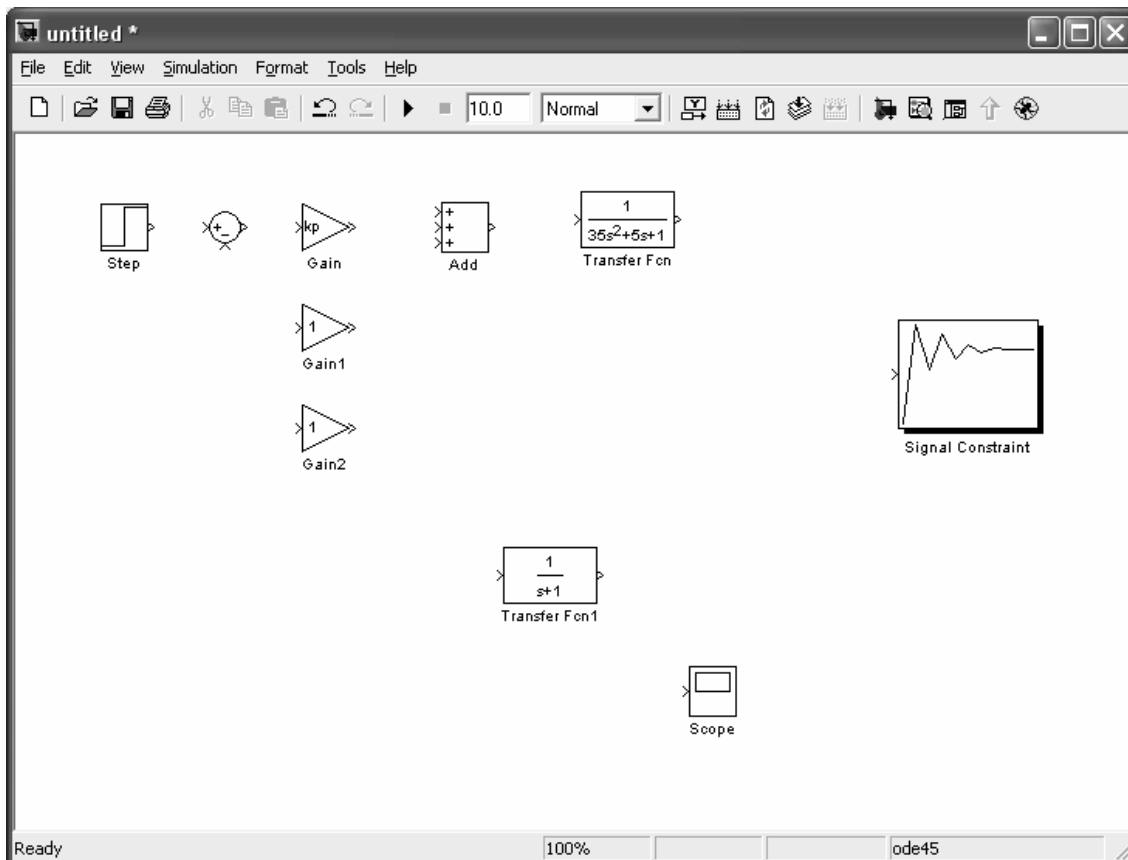 untitled *
File Edit View Simulation Format Tools Help
10.0 Normal
Step
+ -
kp
Gain
+
+
+
Add
1
35s²+5s+1
Transfer Fcn
1
Gain1
1
Gain2
Signal Constraint
1
s+1
Transfer Fcn1
Scope
Ready 100% ode45